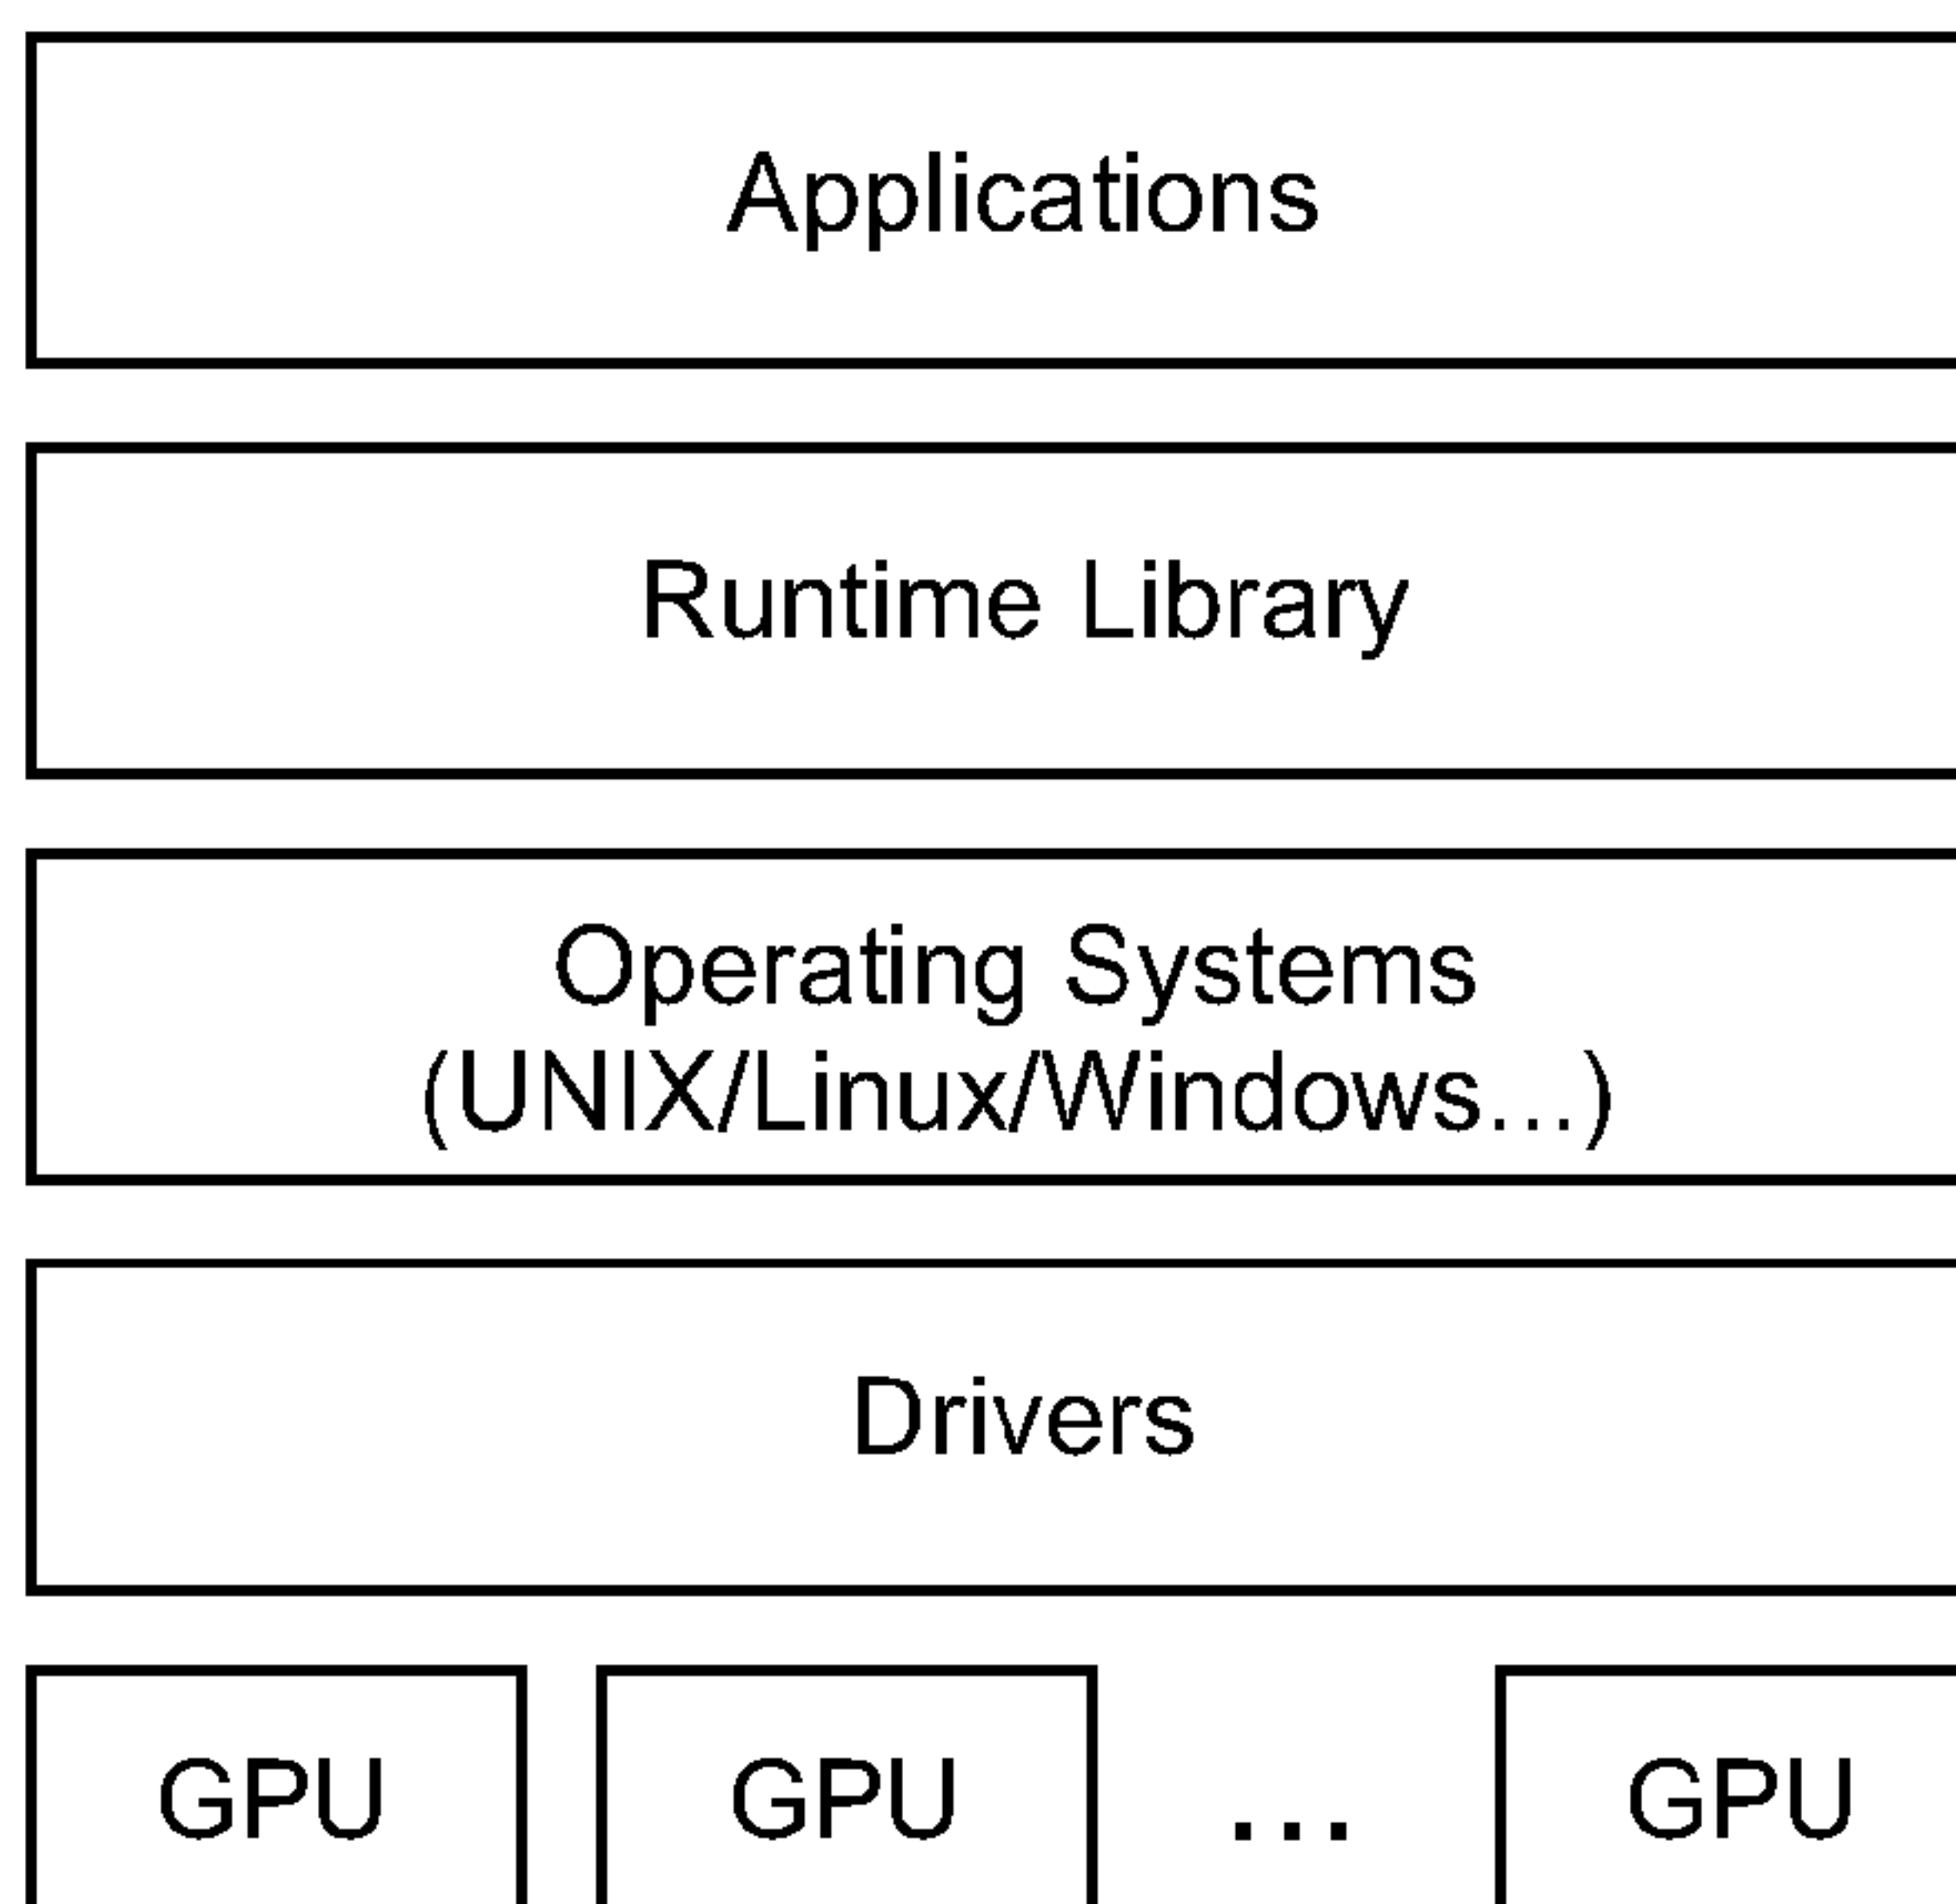 Applications
Runtime Library
Operating Systems
(UNIX/Linux/Windows...)
Drivers
GPU GPU ... GPU